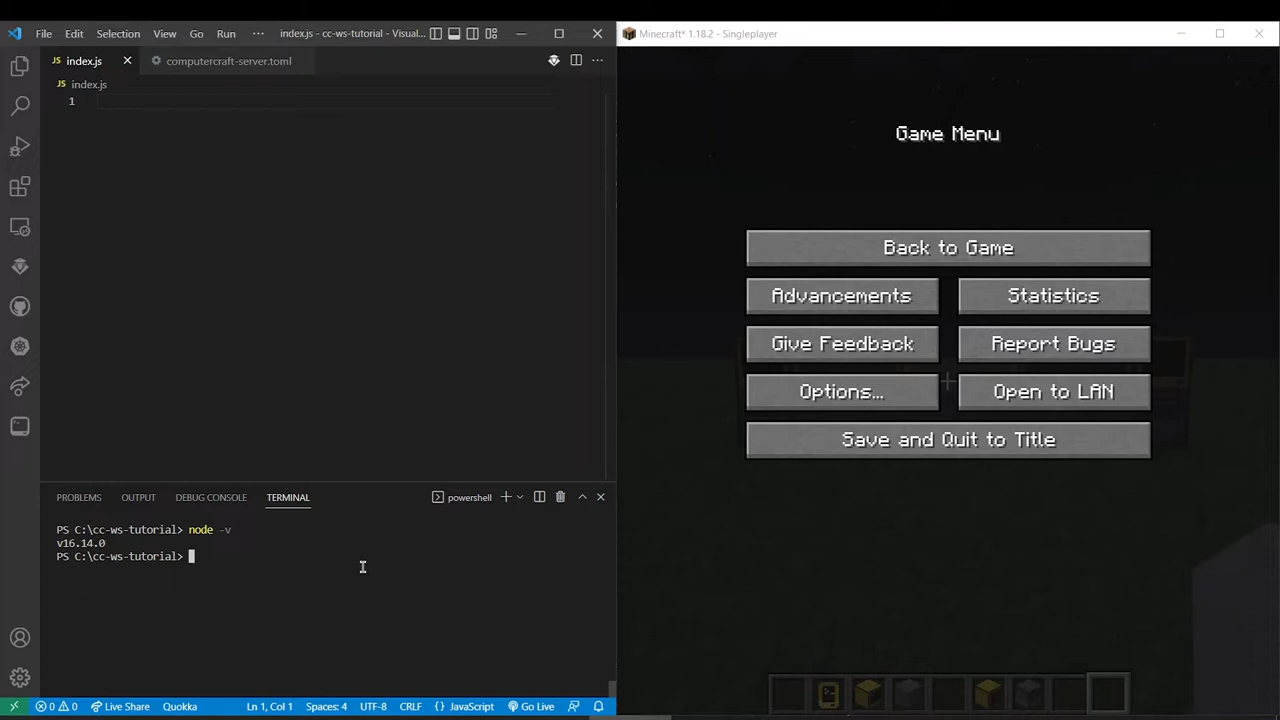 File Edit Selection View Go Run ··· index.js - cc-ws-tutorial - Visual...
index.js
computercraft-server.toml
JS index.js
1
PROBLEMS OUTPUT DEBUG CONSOLE TERMINAL
powershell
PS C:\cc-ws-tutorial> node -v
v16.14.0
PS C:\cc-ws-tutorial>
0 0 Live Share Quokka Ln 1, Col 1 Spaces: 4 UTF-8 CRLF JavaScript Go Live
Minecraft* 1.18.2 - Singleplayer
Game Menu
Back to Game
Advancements Statistics
Give Feedback Report Bugs
Options... Open to LAN
Save and Quit to Title